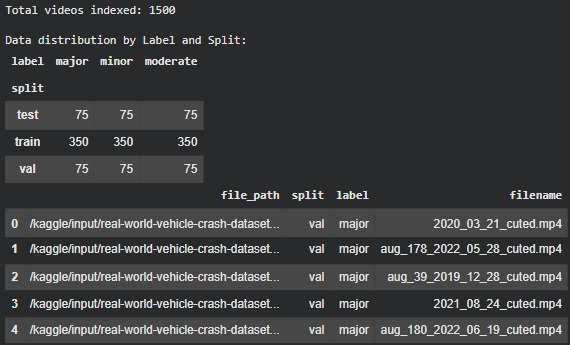 Total videos indexed: 1500
Data distribution by Label and Split:
label major minor moderate
split
test 75 75 75
train 350 350 350
val 75 75 75
file_path split label filename
0 /kaggle/input/real-world-vehicle-crash-dataset... val major 2020_03_21_cuted.mp4
1 /kaggle/input/real-world-vehicle-crash-dataset... val major aug_178_2022_05_28_cuted.mp4
2 /kaggle/input/real-world-vehicle-crash-dataset... val major aug_39_2019_12_28_cuted.mp4
3 /kaggle/input/real-world-vehicle-crash-dataset... val major 2021_08_24_cuted.mp4
4 /kaggle/input/real-world-vehicle-crash-dataset... val major aug_180_2022_06_19_cuted.mp4